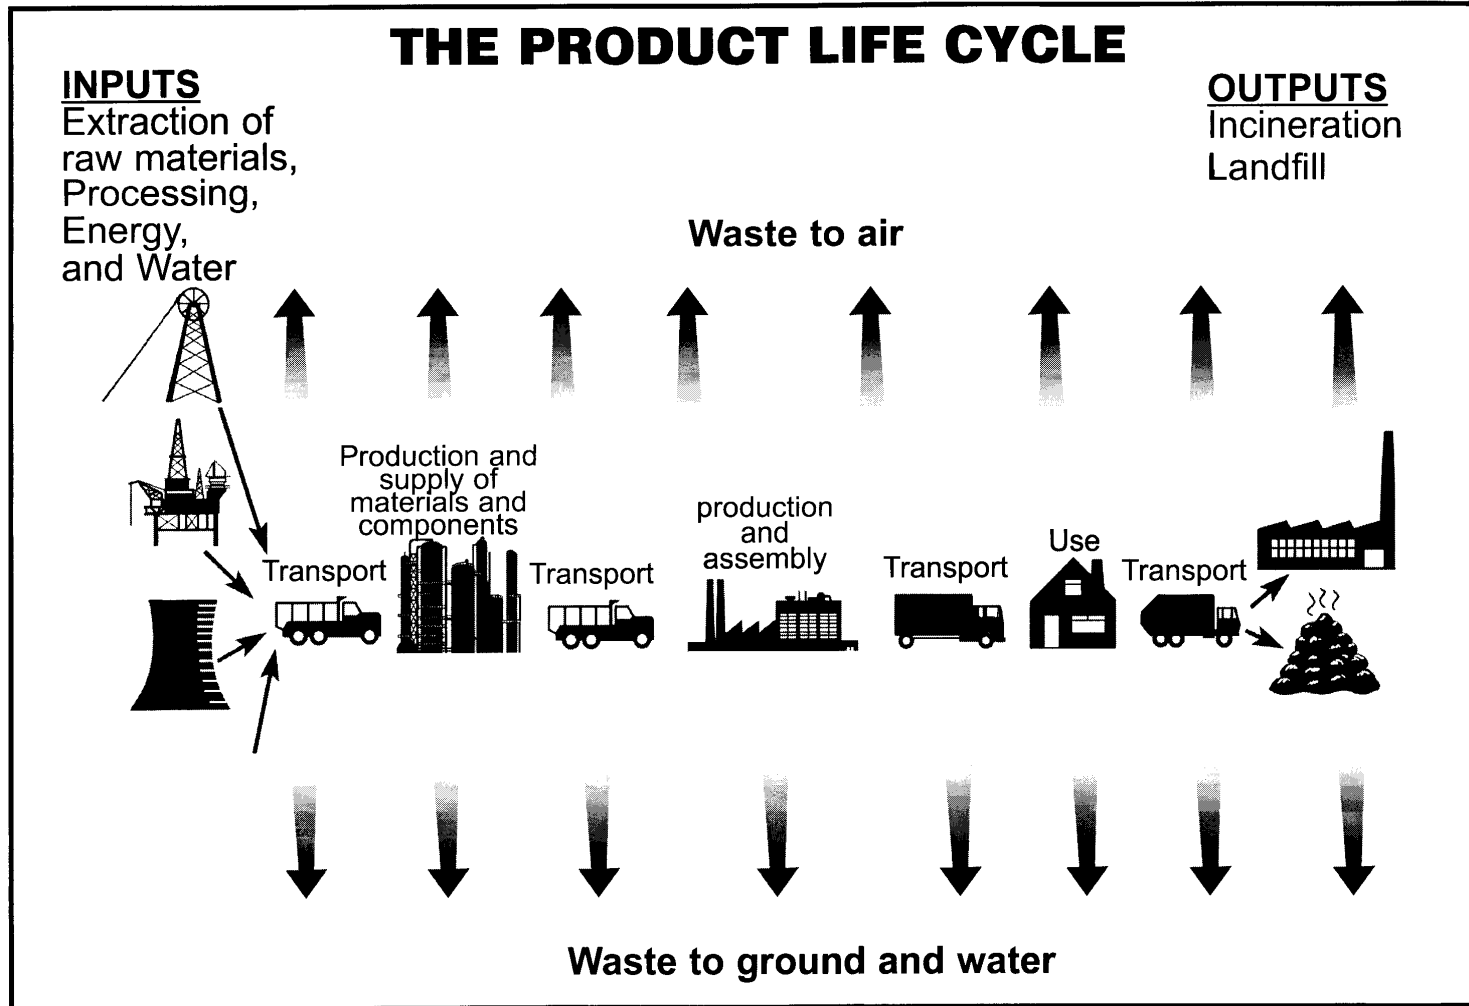 THE PRODUCT LIFE CYCLE
INPUTS
Extraction of
raw materials,
Processing,
Energy,
and Water
OUTPUTS
Incineration
Landfill
Waste to air
Transport
Production and
supply of
materials and
components
Transport
production
and
assembly
Transport
Use
Transport
Waste to ground and water